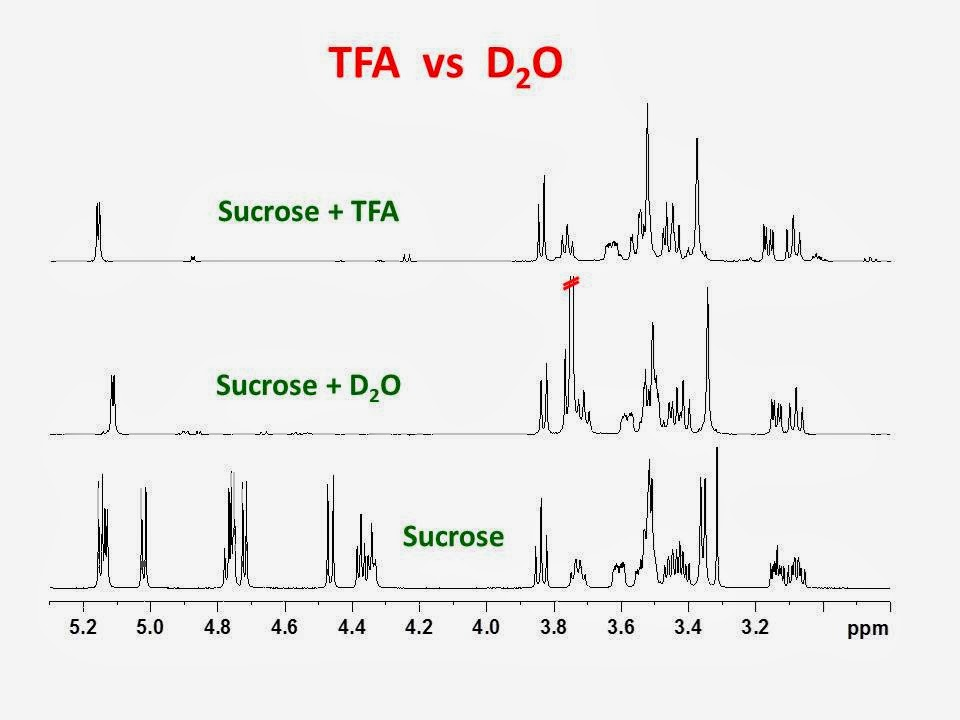 TFA vs D₂O
Sucrose + TFA
Sucrose + D₂O
Sucrose
5.2 5.0 4.8 4.6 4.4 4.2 4.0 3.8 3.6 3.4 3.2 ppm